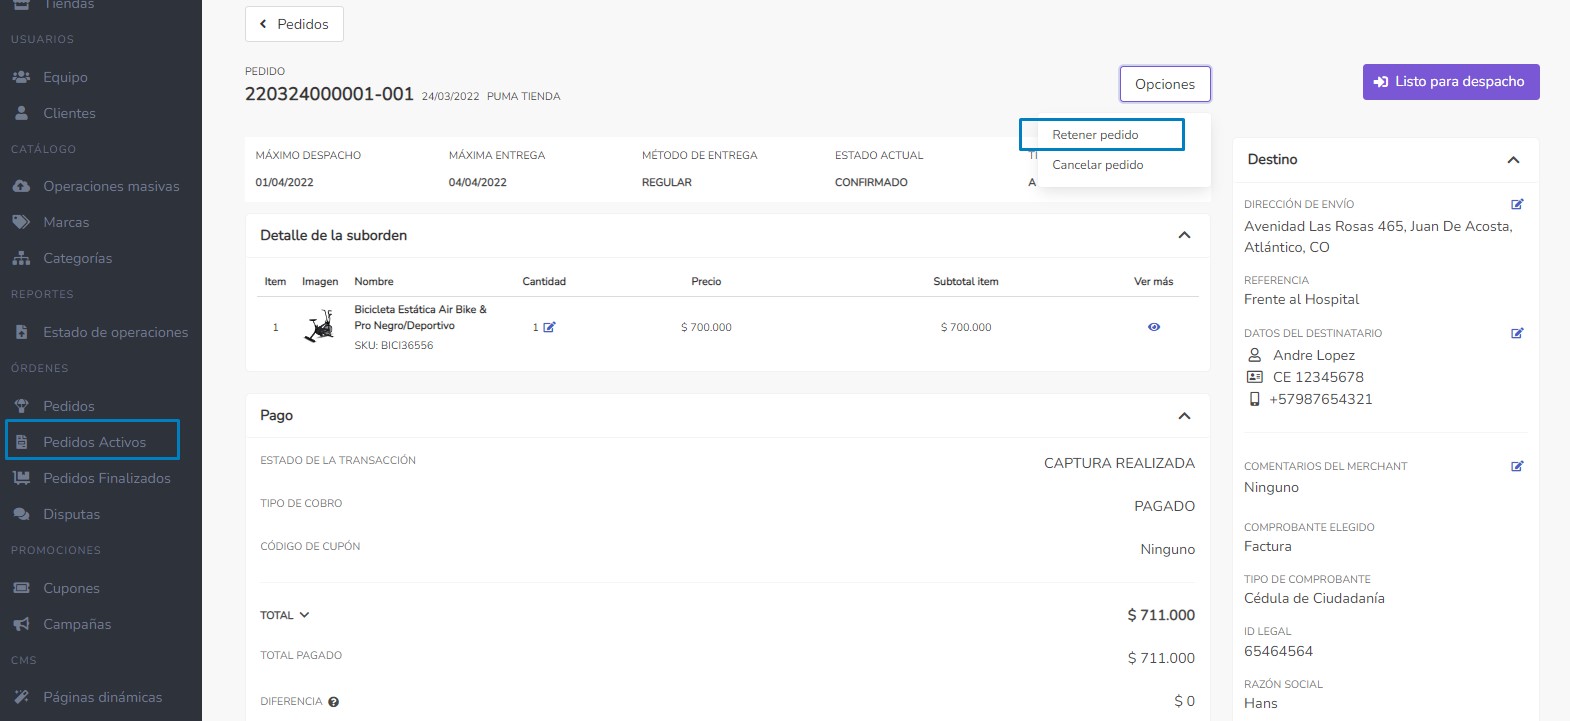 Tiendas
USUARIOS
Equipo
Clientes
CATÁLOGO
Operaciones masivas
Marcas
Categorías
REPORTES
Estado de operaciones
ÓRDENES
Pedidos
Pedidos Activos
Pedidos Finalizados
Disputas
PROMOCIONES
Cupones
Campañas
CMS
Páginas dinámicas
Pedidos
PEDIDO
220324000001-001 24/03/2022 PUMA TIENDA
Opciones
Retener pedido
Cancelar pedido
Listo para despacho
MÁXIMO DESPACHO
01/04/2022
MÁXIMA ENTREGA
04/04/2022
MÉTODO DE ENTREGA
REGULAR
ESTADO ACTUAL
CONFIRMADO
Detalle de la suborden
Item Imagen Nombre Cantidad Precio Subtotal item Ver más
Bicicleta Estática Air Bike &
1 Pro Negro/Deportivo 1 $ 700.000 $ 700.000
SKU: BICI36556
Pago
ESTADO DE LA TRANSACCIÓN CAPTURA REALIZADA
TIPO DE COBRO PAGADO
CÓDIGO DE CUPÓN Ninguno
TOTAL $ 711.000
TOTAL PAGADO $ 711.000
DIFERENCIA $ 0
Destino
DIRECCIÓN DE ENVÍO
Avenidad Las Rosas 465, Juan De Acosta,
Atlántico, CO
REFERENCIA
Frente al Hospital
DATOS DEL DESTINATARIO
Andre Lopez
CE 12345678
+57987654321
COMENTARIOS DEL MERCHANT
Ninguno
COMPROBANTE ELEGIDO
Factura
TIPO DE COMPROBANTE
Cédula de Ciudadanía
ID LEGAL
65464564
RAZÓN SOCIAL
Hans